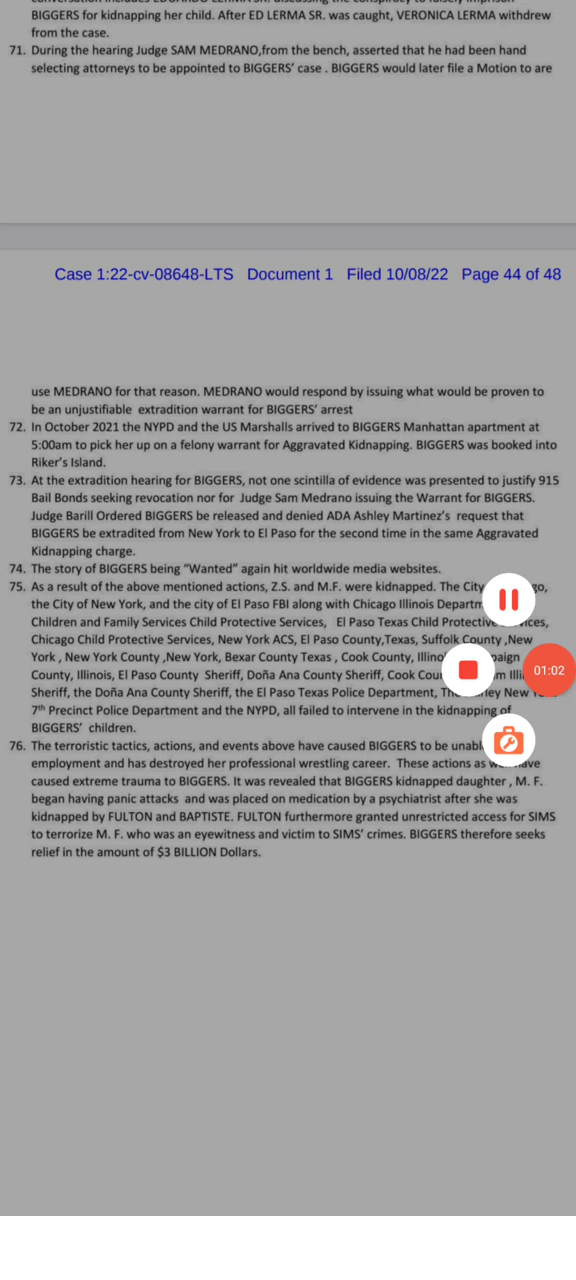 BIGGERS for kidnapping her child. After ED LERMA SR. was caught, VERONICA LERMA withdrew
from the case.
71. During the hearing Judge SAM MEDRANO,from the bench, asserted that he had been hand
selecting attorneys to be appointed to BIGGERS' case . BIGGERS would later file a Motion to are
Case 1:22-cv-08648-LTS Document 1 Filed 10/08/22 Page 44 of 48
use MEDRANO for that reason. MEDRANO would respond by issuing what would be proven to
be an unjustifiable extradition warrant for BIGGERS' arrest
72. In October 2021 the NYPD and the US Marshalls arrived to BIGGERS Manhattan apartment at
5:00am to pick her up on a felony warrant for Aggravated Kidnapping. BIGGERS was booked into
Riker's Island.
73. At the extradition hearing for BIGGERS, not one scintilla of evidence was presented to justify 915
Bail Bonds seeking revocation nor for Judge Sam Medrano issuing the Warrant for BIGGERS.
Judge Barill Ordered BIGGERS be released and denied ADA Ashley Martinez's request that
BIGGERS be extradited from New York to El Paso for the second time in the same Aggravated
Kidnapping charge.
74. The story of BIGGERS being "Wanted" again hit worldwide media websites.
75. As a result of the above mentioned actions, Z.S. and M.F. were kidnapped. The City go,
the City of New York, and the city of El Paso FBI along with Chicago Illinois Departm
Children and Family Services Child Protective Services, El Paso Texas Child Protective ices,
Chicago Child Protective Services, New York ACS, El Paso County,Texas, Suffolk County ,New
York , New York County ,New York, Bexar County Texas , Cook County, Illino paign
County, Illinois, El Paso County Sheriff, Doña Ana County Sheriff, Cook Cou m Illi
Sheriff, the Doña Ana County Sheriff, the El Paso Texas Police Department, Th ney New
7th Precinct Police Department and the NYPD, all failed to intervene in the kidnapping of
BIGGERS' children.
01:02
76. The terroristic tactics, actions, and events above have caused BIGGERS to be unabl
employment and has destroyed her professional wrestling career. These actions as w ave
caused extreme trauma to BIGGERS. It was revealed that BIGGERS kidnapped daughter , M. F.
began having panic attacks and was placed on medication by a psychiatrist after she was
kidnapped by FULTON and BAPTISTE. FULTON furthermore granted unrestricted access for SIMS
to terrorize M. F. who was an eyewitness and victim to SIMS' crimes. BIGGERS therefore seeks
relief in the amount of $3 BILLION Dollars.